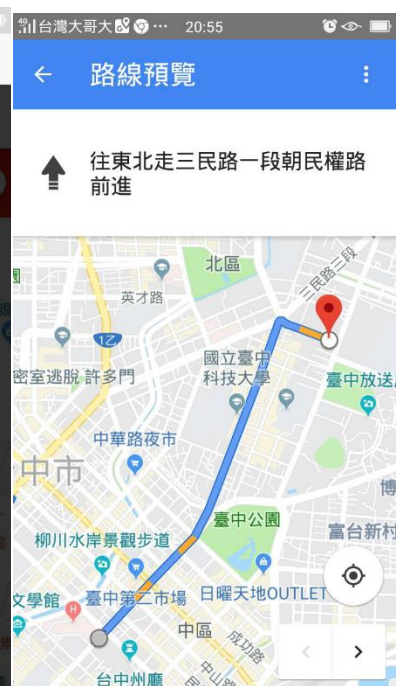 台灣大哥大 ··· 20:55
路線預覽
往東北走三民路一段朝民權路
前進
北區
三民路三段
英才路
1乙
國立臺中
科技大學
密室逃脫 許多門
臺中放送
中華路夜市
中市
博
臺中公園
柳川水岸景觀步道
富台新村
文學館
臺中第二市場
日曜天地OUTLET
中區
成功路
中山路
台中州廳